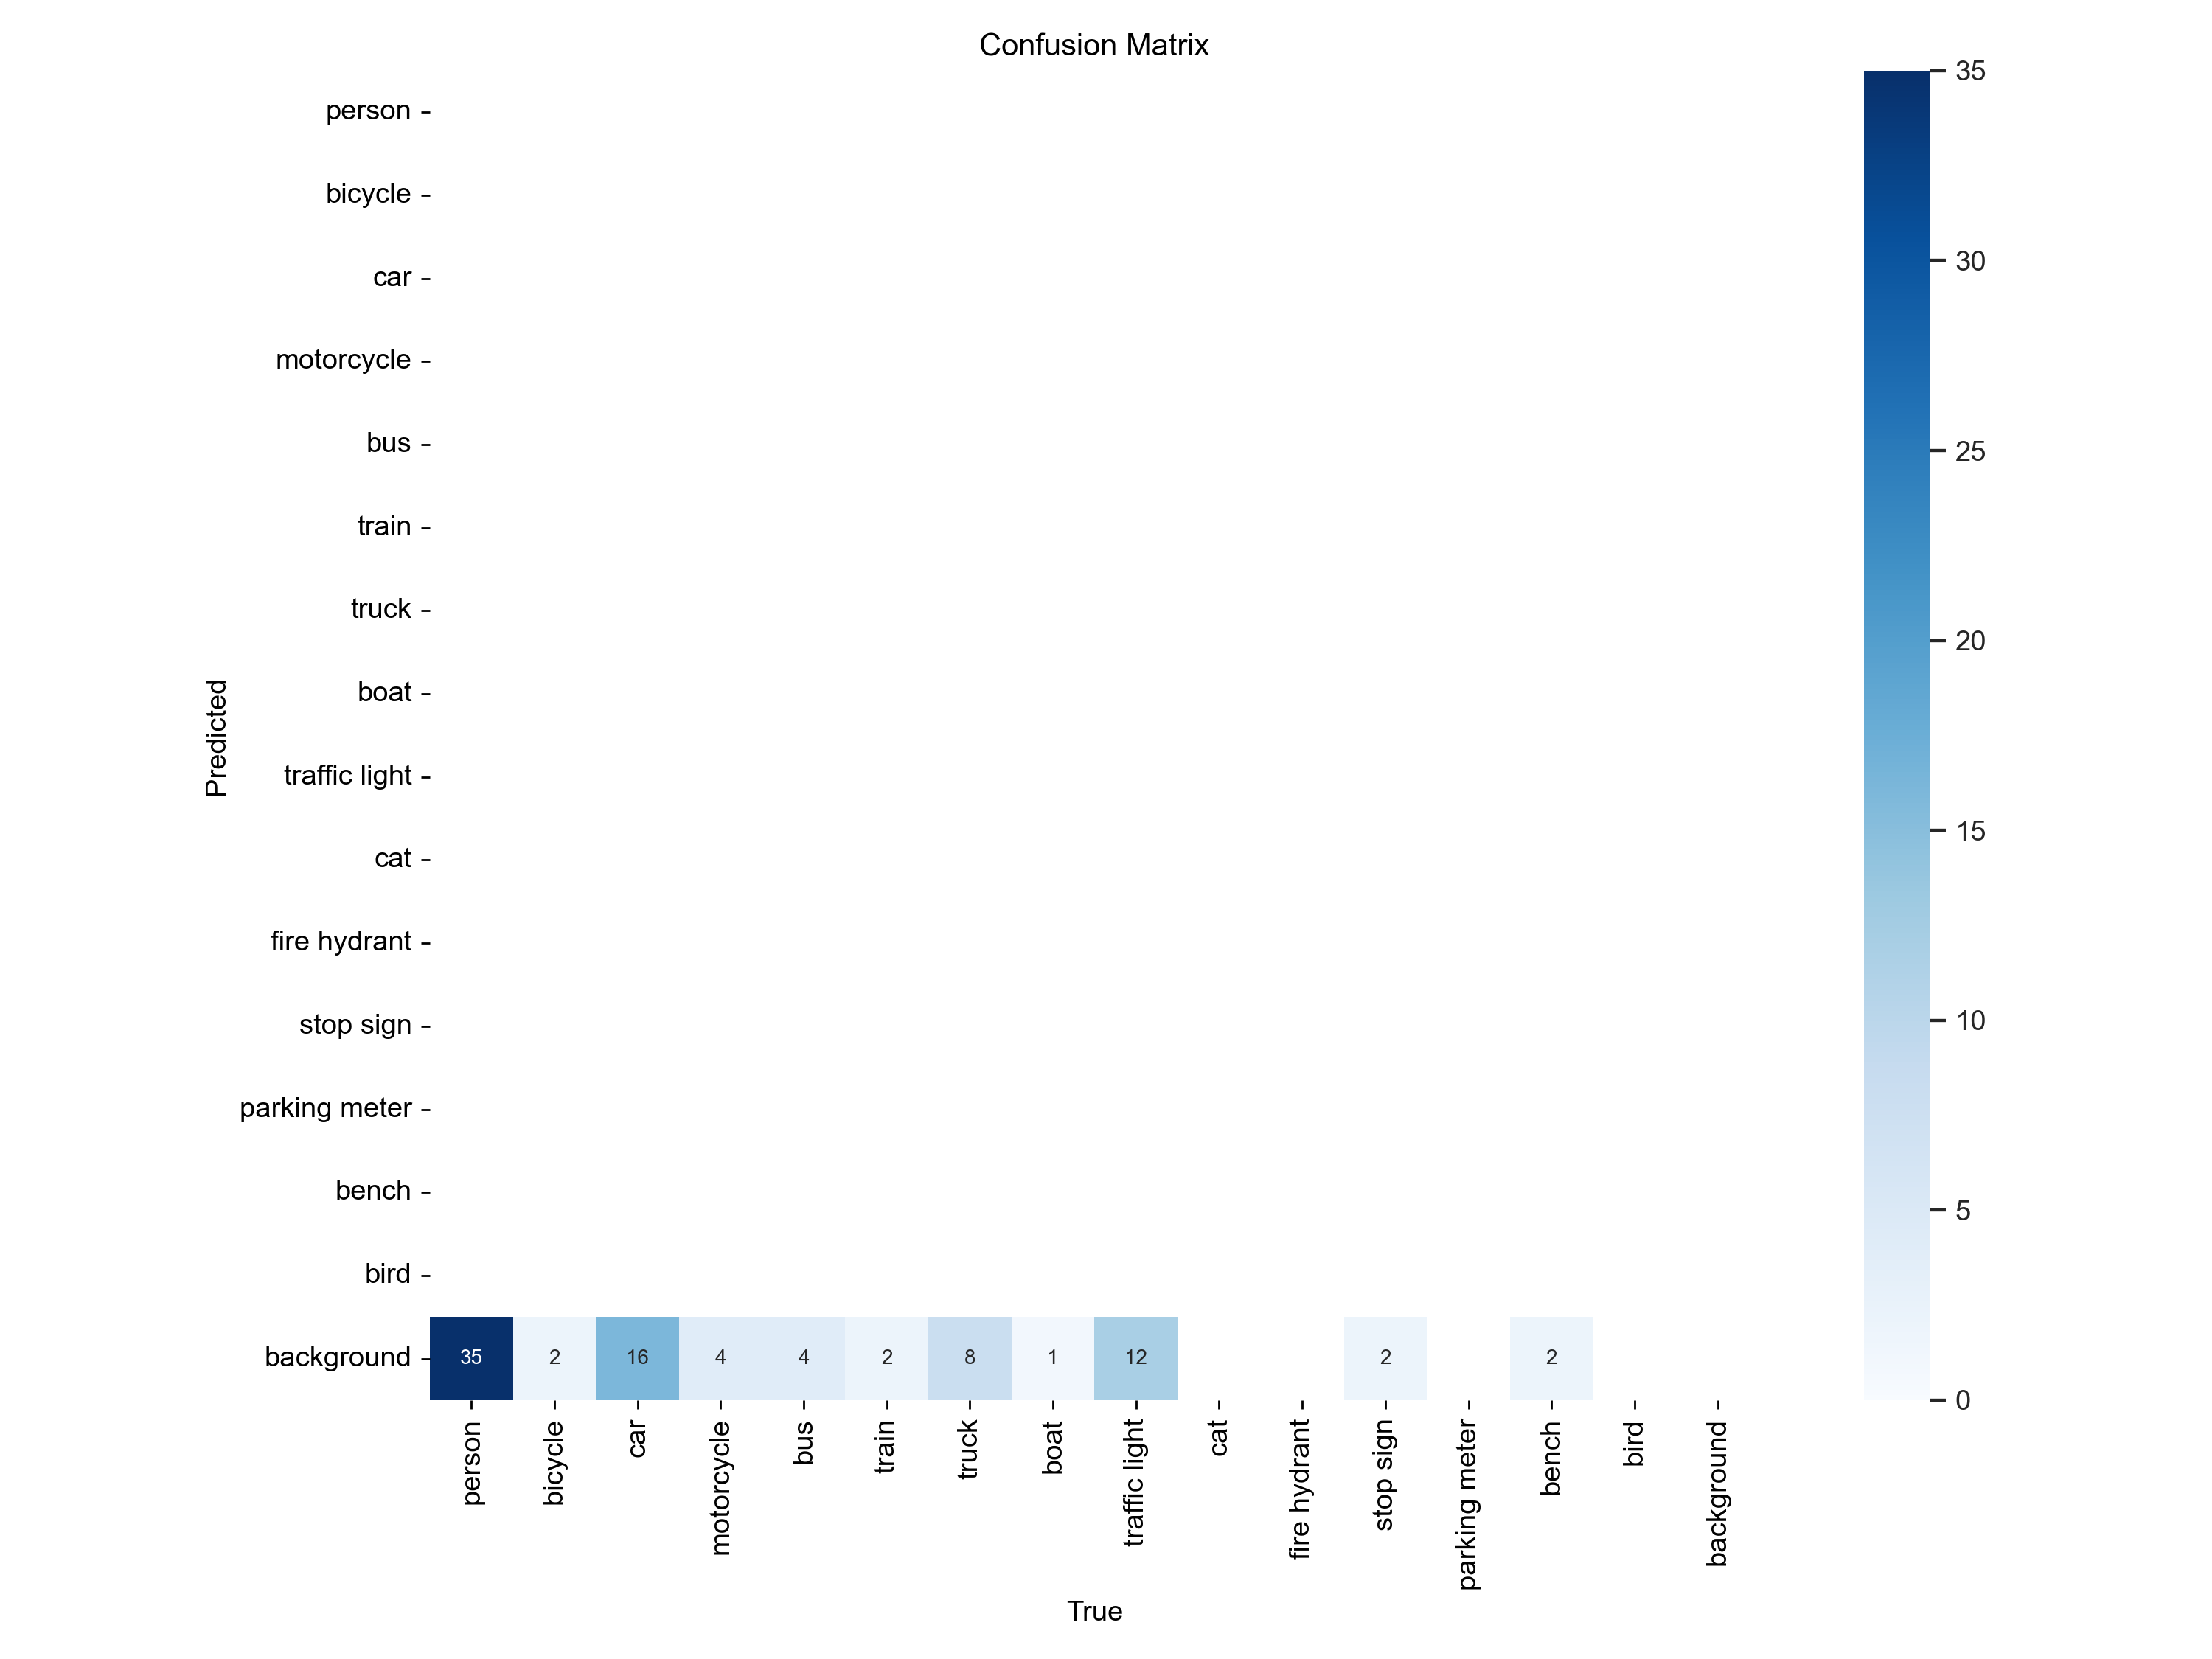 Confusion Matrix
person
bicycle
car
motorcycle
bus
train
truck
boat
traffic light
cat
fire hydrant
stop sign
parking meter
bench
bird
background
Predicted
35 2 16 4 4 2 8 1 12 2 2
person bicycle car motorcycle bus train truck boat traffic light cat fire hydrant stop sign parking meter bench bird background
True
35
30
25
20
15
10
5
0